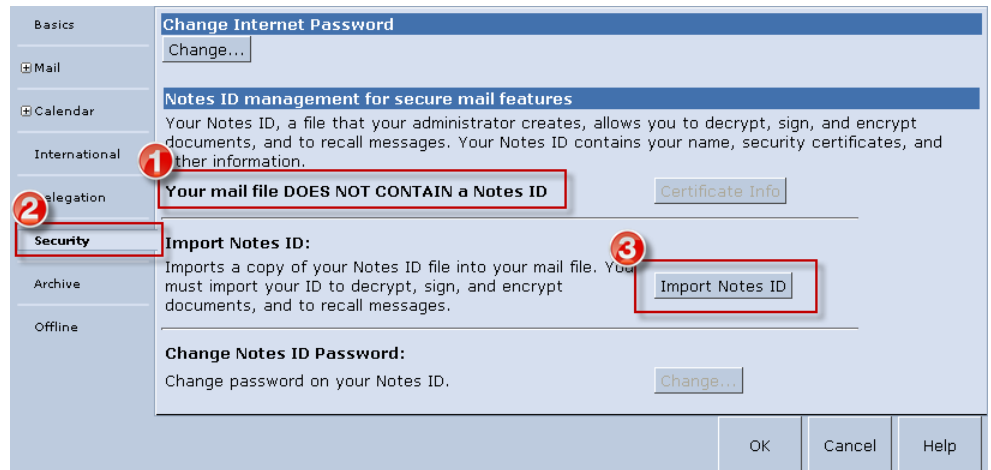 Basics
Mail
Calendar
International
Delegation
Security
Archive
Offline
Change Internet Password
Change...
Notes ID management for secure mail features
Your Notes ID, a file that your administrator creates, allows you to decrypt, sign, and encrypt
documents, and to recall messages. Your Notes ID contains your name, security certificates, and
other information.
1
Your mail file DOES NOT CONTAIN a Notes ID
Certificate Info
2
Import Notes ID:
3
Imports a copy of your Notes ID file into your mail file. You
must import your ID to decrypt, sign, and encrypt
documents, and to recall messages.
Import Notes ID
Change Notes ID Password:
Change password on your Notes ID.
Change...
OK
Cancel
Help